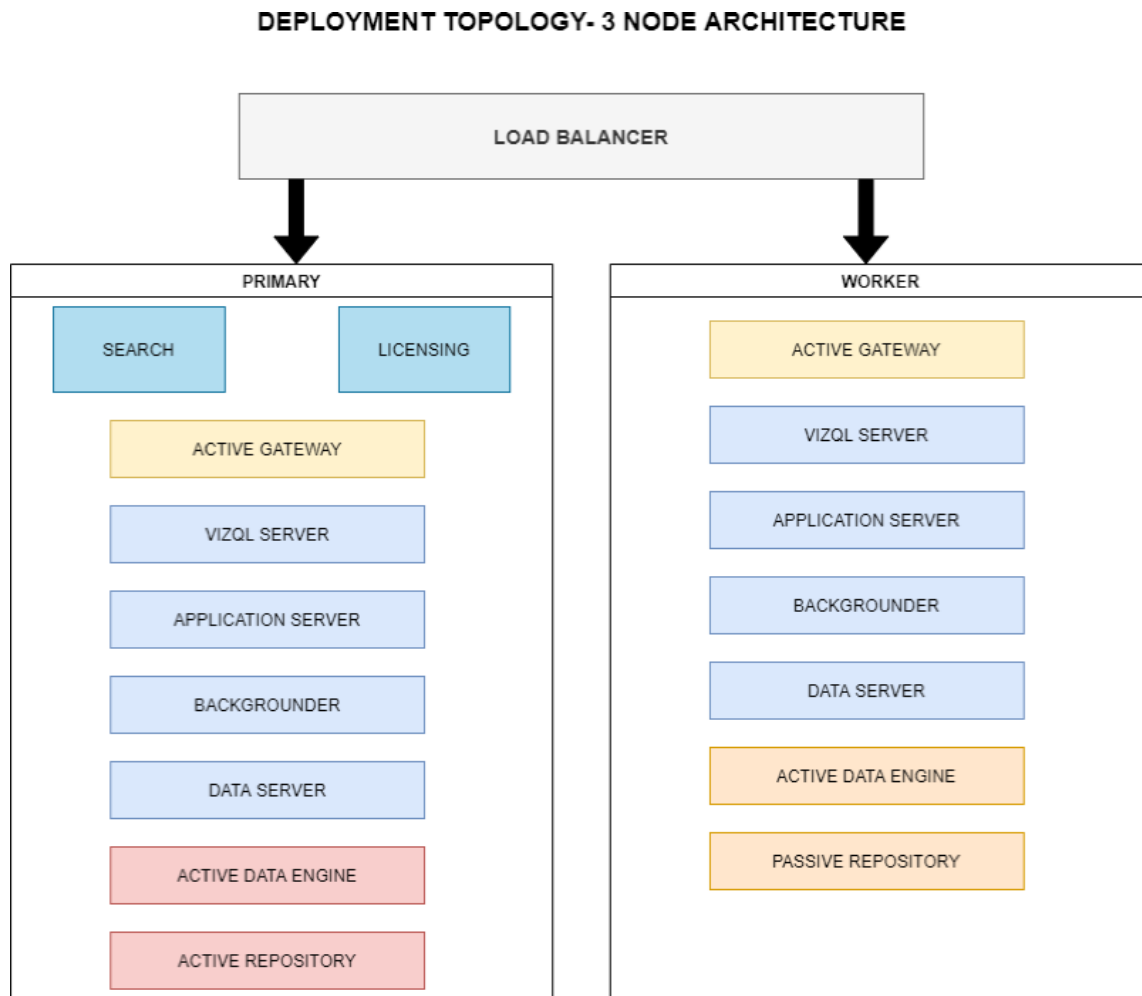 DEPLOYMENT TOPOLOGY- 3 NODE ARCHITECTURE
LOAD BALANCER
PRIMARY
SEARCH
LICENSING
ACTIVE GATEWAY
VIZQL SERVER
APPLICATION SERVER
BACKGROUNDER
DATA SERVER
ACTIVE DATA ENGINE
ACTIVE REPOSITORY
WORKER
ACTIVE GATEWAY
VIZQL SERVER
APPLICATION SERVER
BACKGROUNDER
DATA SERVER
ACTIVE DATA ENGINE
PASSIVE REPOSITORY